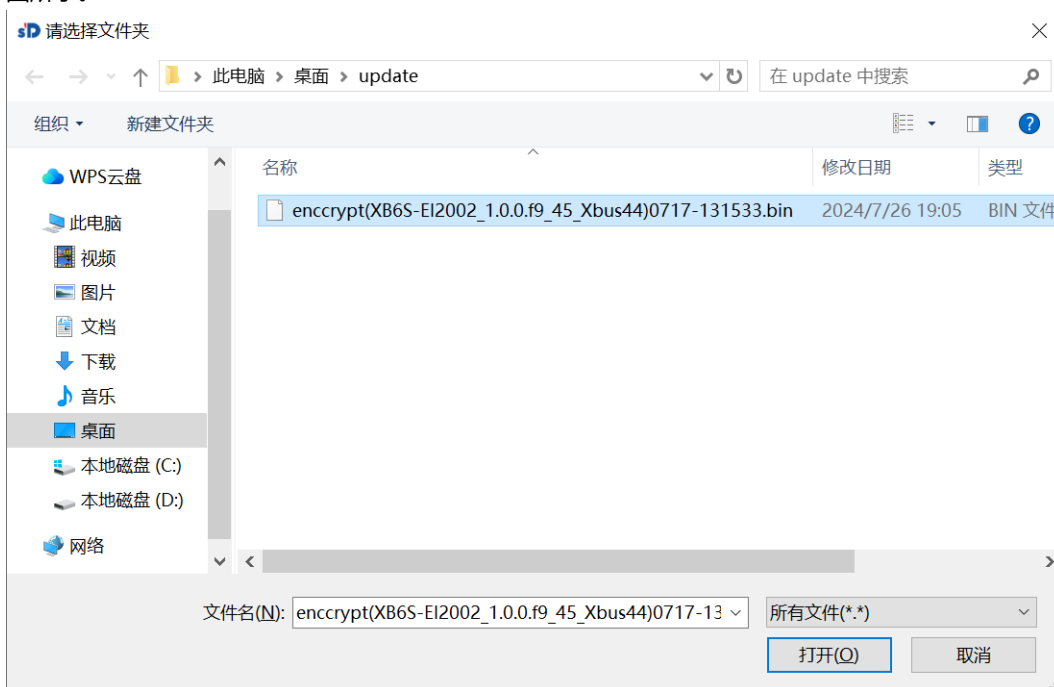 sD 请选择文件夹
此电脑 > 桌面 > update
在 update 中搜索
组织
新建文件夹
WPS云盘
此电脑
视频
图片
文档
下载
音乐
桌面
本地磁盘 (C:)
本地磁盘 (D:)
网络
名称 修改日期 类型
enccrypt(XB6S-EI2002_1.0.0.f9_45_Xbus44)0717-131533.bin 2024/7/26 19:05 BIN 文件
文件名(N): enccrypt(XB6S-EI2002_1.0.0.f9_45_Xbus44)0717-13 所有文件(*.*)
打开(O) 取消